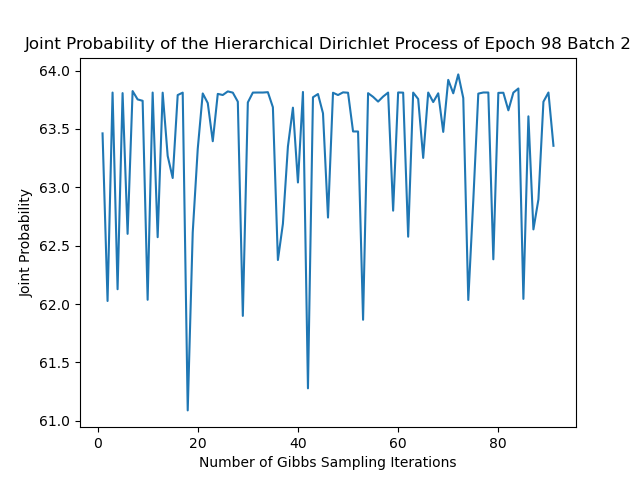 Joint Probability of the Hierarchical Dirichlet Process of Epoch 98 Batch 2
64.0
63.5
63.0
62.5
62.0
61.5
61.0
Joint Probability
0 20 40 60 80
Number of Gibbs Sampling Iterations